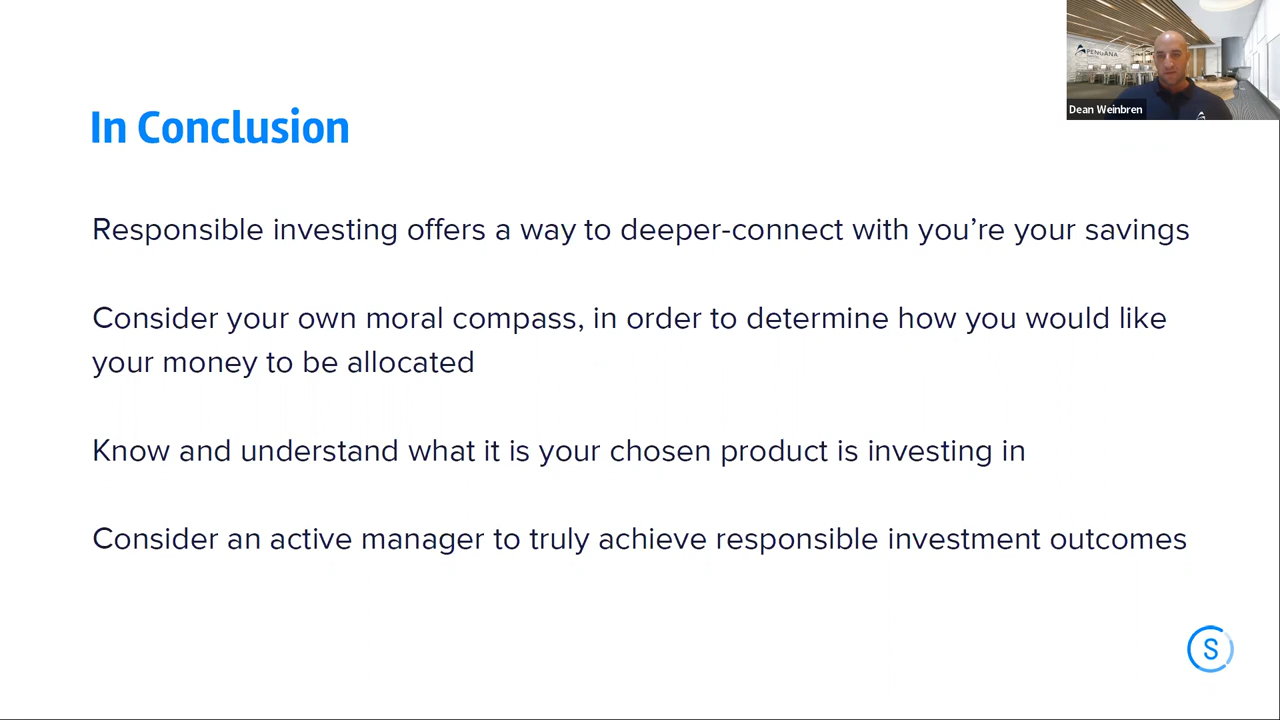 PENGANA
Dean Weinbren
In Conclusion
Responsible investing offers a way to deeper-connect with you’re your savings
Consider your own moral compass, in order to determine how you would like
your money to be allocated
Know and understand what it is your chosen product is investing in
Consider an active manager to truly achieve responsible investment outcomes
S